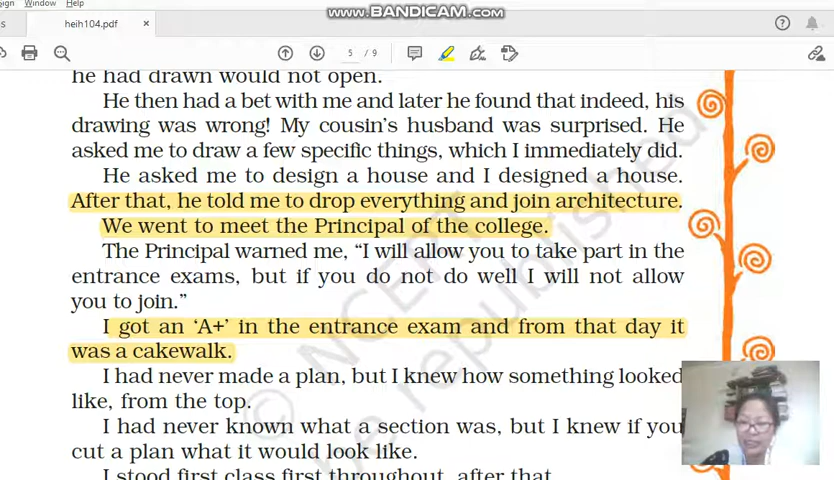 Sign Window Help
WWW.BANDICAM.COM
ls heih104.pdf ×
5 / 9
he had drawn would not open.
He then had a bet with me and later he found that indeed, his
drawing was wrong! My cousin's husband was surprised. He
asked me to draw a few specific things, which I immediately did.
He asked me to design a house and I designed a house.
After that, he told me to drop everything and join architecture.
We went to meet the Principal of the college.
The Principal warned me, “I will allow you to take part in the
entrance exams, but if you do not do well I will not allow
you to join.”
I got an ‘A+’ in the entrance exam and from that day it
was a cakewalk.
I had never made a plan, but I knew how something looked
like, from the top.
I had never known what a section was, but I knew if you
cut a plan what it would look like.
I stood first class first throughout, after that.
© NCERT
be republished